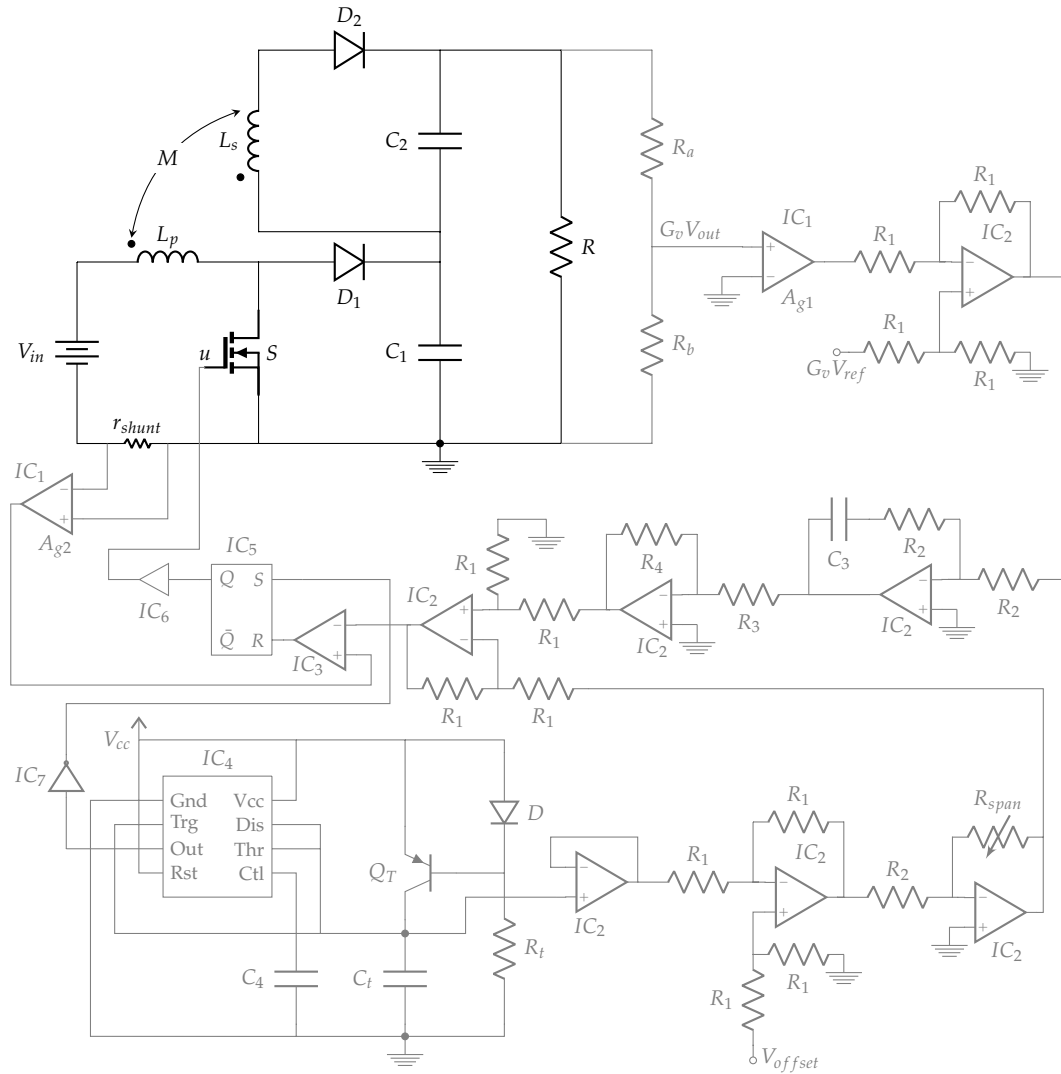 D2
Ls
M
C2
Ra
Lp
D1
R
GvVout
IC1
Ag1
R1
R1
IC2
Vin
u
S
C1
Rb
R1
GvVref
R1
rshunt
IC1
Ag2
IC5
Q S
Q̄ R
IC6
IC3
IC2
R1
R1
R4
IC2
R3
C3
R2
IC2
R2
R1
R1
Vcc
IC7
IC4
Gnd Vcc
Trg Dis
Out Thr
Rst Ctl
D
QT
Rt
C4
Ct
IC2
R1
R1
IC2
R2
Rspan
IC2
R1
R1
Voffset